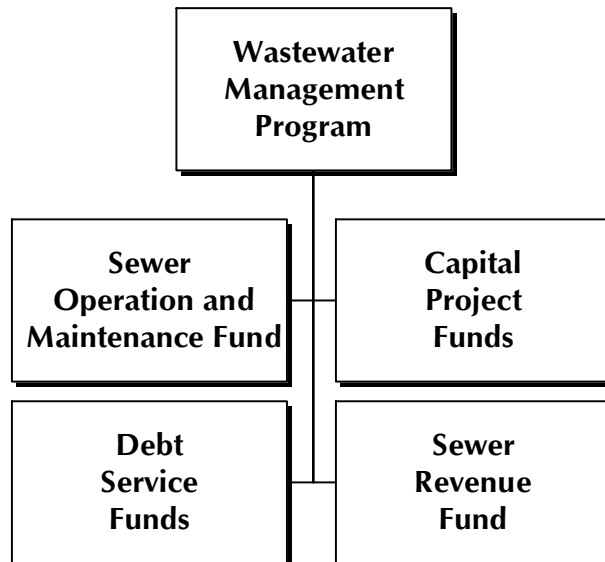 Wastewater
Management
Program
Sewer
Operation and
Maintenance Fund
Capital
Project
Funds
Debt
Service
Funds
Sewer
Revenue
Fund